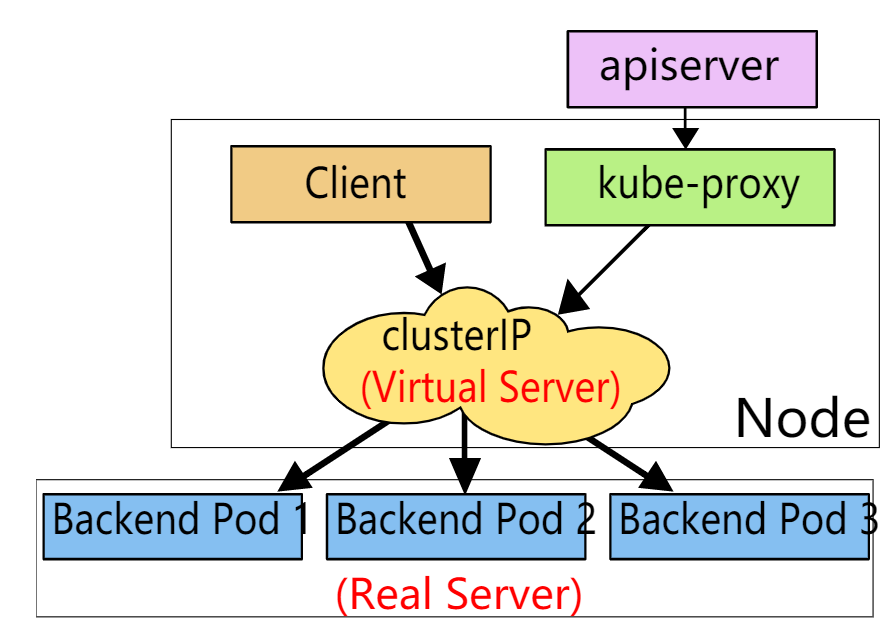 apiserver
Client
kube-proxy
clusterIP
(Virtual Server)
Node
Backend Pod 1
Backend Pod 2
Backend Pod 3
(Real Server)